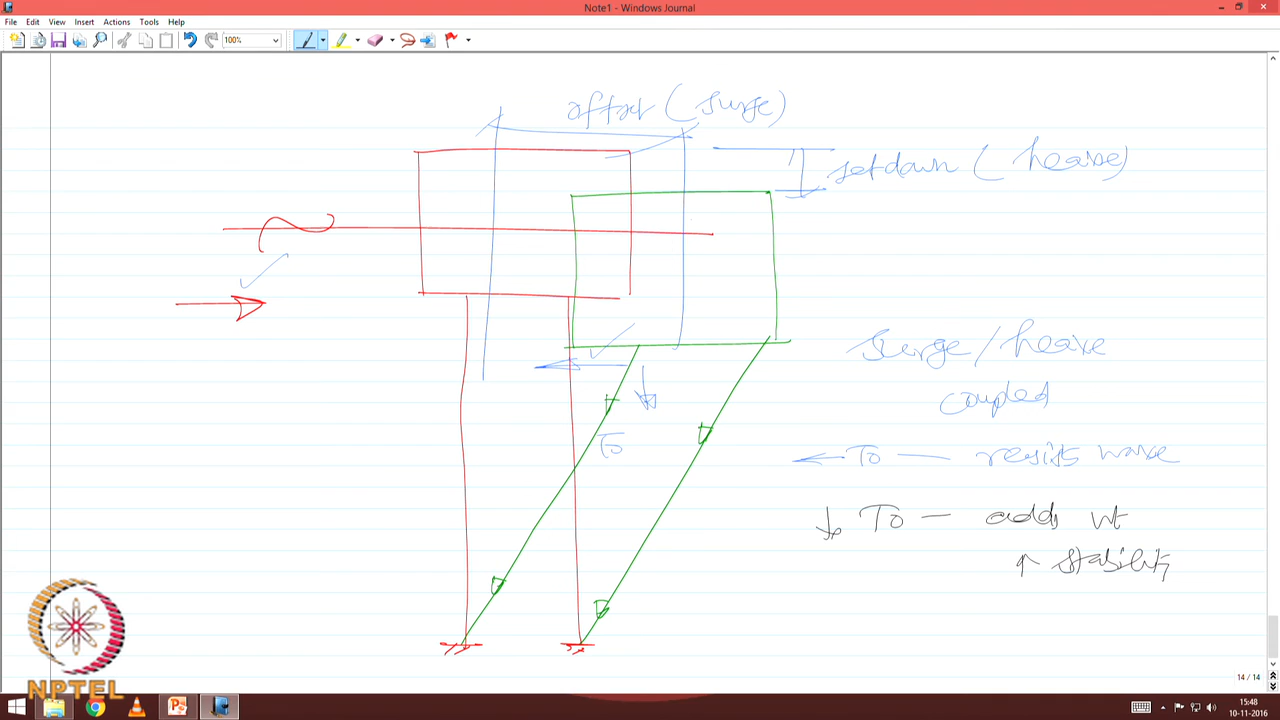 Note1 - Windows Journal
File Edit View Insert Actions Tools Help
100%
offset (surge)
setdown (heave)
surge/heave
coupled
To
← To — resists wave
↓ To — adds wt
↑ stability
NPTEL
14 / 14
15:48
10-11-2016